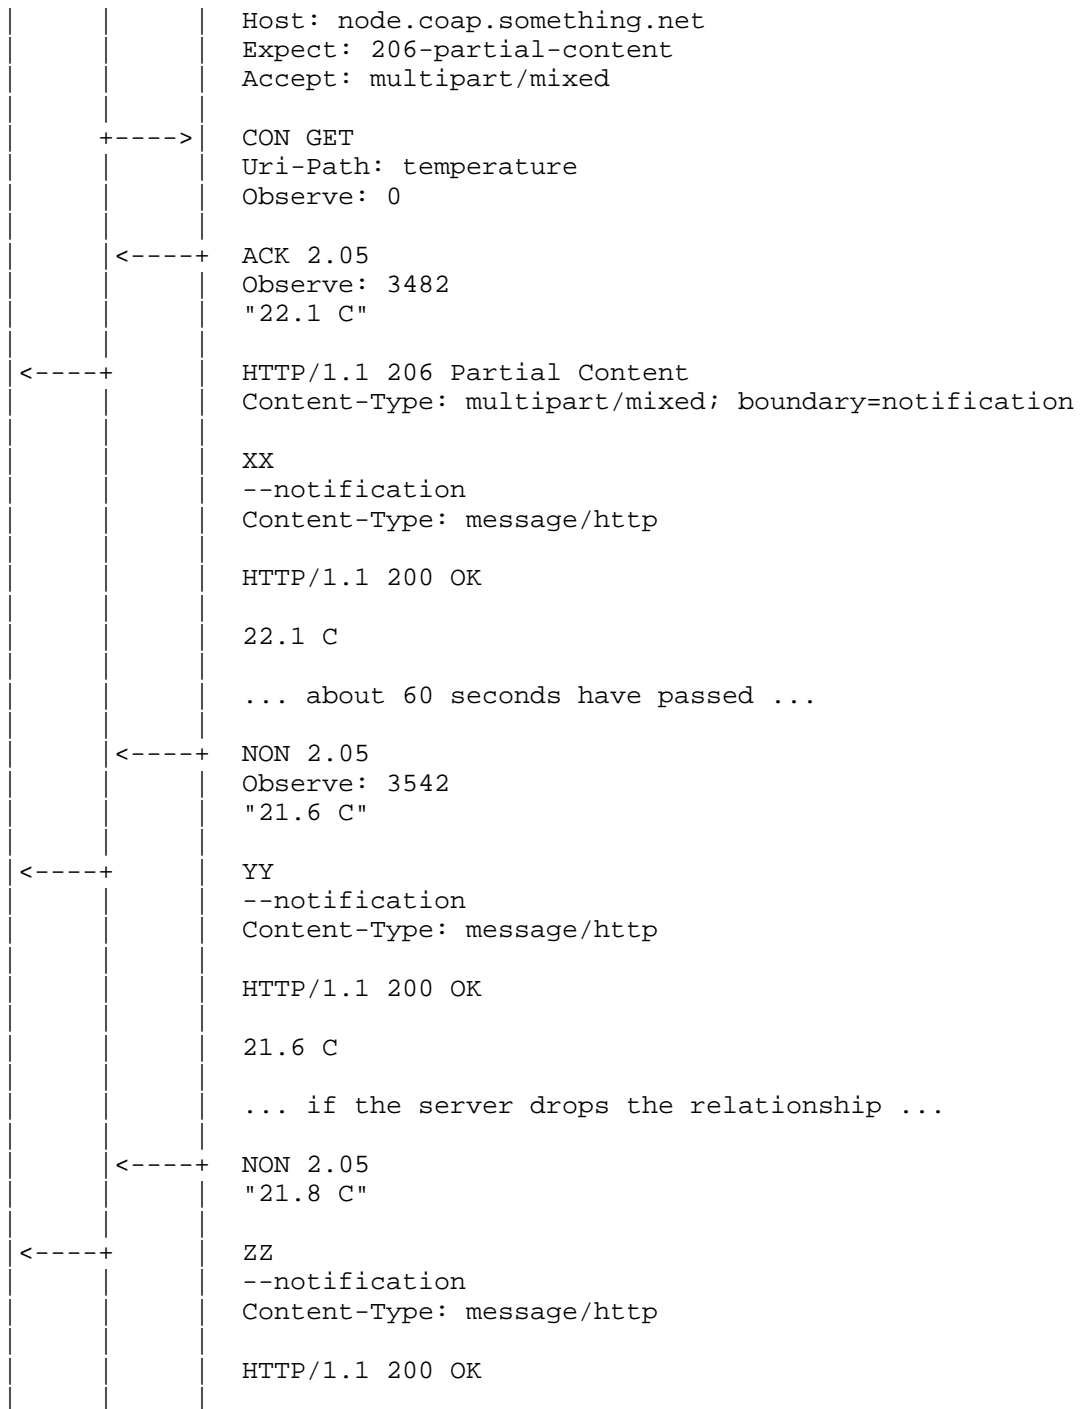 Host: node.coap.something.net
Expect: 206-partial-content
Accept: multipart/mixed
+---->| CON GET
Uri-Path: temperature
Observe: 0
|<----+ ACK 2.05
Observe: 3482
"22.1 C"
|<----+ HTTP/1.1 206 Partial Content
Content-Type: multipart/mixed; boundary=notification
XX
--notification
Content-Type: message/http
HTTP/1.1 200 OK
22.1 C
... about 60 seconds have passed ...
|<----+ NON 2.05
Observe: 3542
"21.6 C"
|<----+ YY
--notification
Content-Type: message/http
HTTP/1.1 200 OK
21.6 C
... if the server drops the relationship ...
|<----+ NON 2.05
"21.8 C"
|<----+ ZZ
--notification
Content-Type: message/http
HTTP/1.1 200 OK